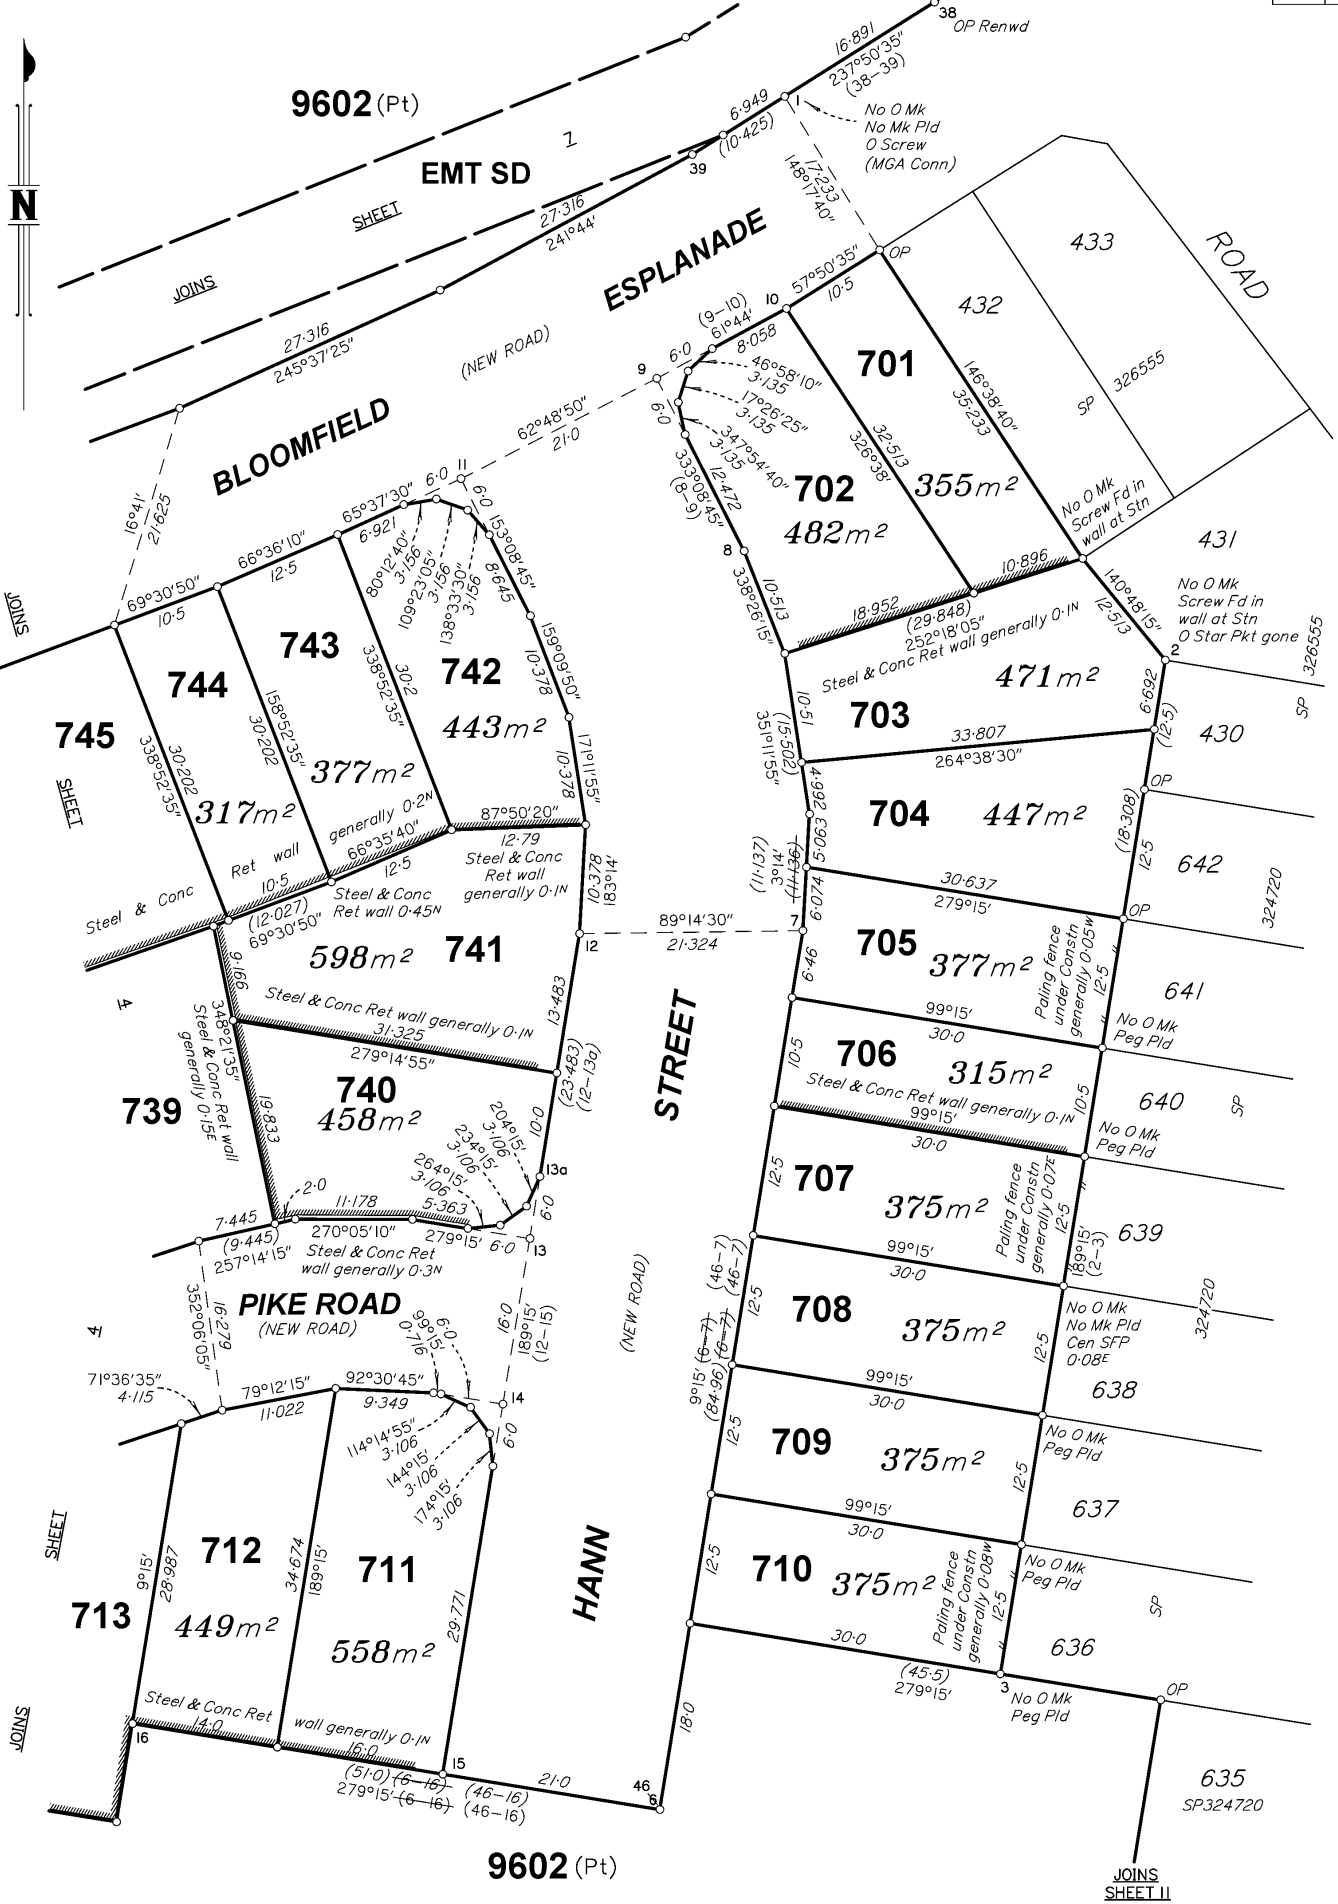 38
OP Renwd
16·891
237°50'35"
(38–39)
9602 (Pt)
6·949
(10·425)
1
No O Mk
No Mk Pld
O Screw
(MGA Conn)
EMT SD
7
39
17·233
148°17'40"
SHEET
JOINS
27·316
241°44'
N
ESPLANADE
ROAD
433
432
57°50'35"
10·5
OP
10
(9–10)
61°44'
8·058
6·0
27·316
245°37'25"
(NEW ROAD)
9
6·0
46°58'10"
3·135
17°26'25"
3·135
347°54'40"
3·135
701
146°38'40"
35·233
SP 326555
BLOOMFIELD
62°48'50"
21·0
333°08'45"
12·472
(8–9)
32·513
326°38'
355m²
702
482m²
No O Mk
Screw Fd in
wall at Stn
16°41'
21·625
11
6·0
6·0
65°37'30"
6·921
153°08'45"
8·645
8
431
66°36'10"
12·5
80°12'40"
3·156
109°23'05"
3·156
138°33'30"
3·156
338°26'15"
10·513
10·896
18·952
(29·848)
252°18'05"
140°48'15"
12·513
No O Mk
Screw Fd in
wall at Stn
O Star Pkt gone
69°30'50"
10·5
JOINS
159°09'50"
10·378
Steel & Conc Ret wall generally 0·1N
2
SP 326555
744
743
742
443m²
338°52'35"
30·2
158°52'35"
30·202
338°52'35"
30·202
745
SHEET
471m²
703
6·692
(12·5)
430
10·51
(15·502)
351°11'55"
33·807
264°38'30"
171°11'55"
10·378
377m²
317m²
4·992
OP
704
447m²
(18·308)
12·5
642
87°50'20"
12·79
Steel & Conc
Ret wall
generally 0·1N
Steel & Conc Ret wall generally 0·2N
66°35'40"
12·5
10·5
(12·027)
69°30'50"
Steel & Conc
Ret wall 0·45N
5·063
(11·137)
3°14'
(11·136)
6·074
30·637
279°15'
OP
324720
10·378
183°14'
12
89°14'30"
21·324
7
598m²
741
705
377m²
Paling fence
under Constn
generally 0·05W
12·5
641
9·166
348°21'35"
6·46
Steel & Conc Ret wall generally 0·1N
31·325
279°14'55"
13·483
(23·483)
(12–13a)
99°15'
30·0
No O Mk
Peg Pld
4
Steel & Conc Ret wall
generally 0·15E
STREET
740
458m²
739
706
315m²
10·5
10·5
640
SP
Steel & Conc Ret wall generally 0·1N
99°15'
30·0
No O Mk
Peg Pld
19·833
10·0
204°15'
3·106
234°15'
3·106
264°15'
3·106
13a
6·0
707
375m²
12·5
Paling fence
under Constn
generally 0·07E
12·5
639
189°15'
(2–3)
2·0
11·178
270°05'10"
5·363
279°15'
6·0
13
7·445
(9·445)
257°14'15"
Steel & Conc Ret
wall generally 0·3N
99°15'
30·0
(46–7)
(46–7)
PIKE ROAD
(NEW ROAD)
352°06'05"
16·279
16·0
189°15'
(12–15)
(NEW ROAD)
708
375m²
12·5
12·5
No O Mk
No Mk Pld
Cen SFP
0·08E
324720
4
99°15'
0·716
6·0
71°36'35"
4·115
79°12'15"
11·022
92°30'45"
9·349
14
6·0
9°15' (6–7)
(84·96) (6–7)
99°15'
30·0
638
114°14'55"
3·106
144°15'
3·106
174°15'
3·106
709
375m²
12·5
12·5
No O Mk
Peg Pld
637
99°15'
30·0
SHEET
9°15'
28·987
712
449m²
34·674
189°15'
711
558m²
29·771
HANN
710
375m²
12·5
Paling fence
under Constn
generally 0·08W
12·5
No O Mk
Peg Pld
SP
636
713
30·0
(45·5)
279°15'
3
No O Mk
Peg Pld
OP
JOINS
Steel & Conc Ret wall generally 0·1N
14·0
16
16·0
15
18·0
(51·0) (6–16) (46–16)
279°15' (6–16) (46–16)
21·0
46
6
635
SP324720
9602 (Pt)
JOINS
SHEET 11